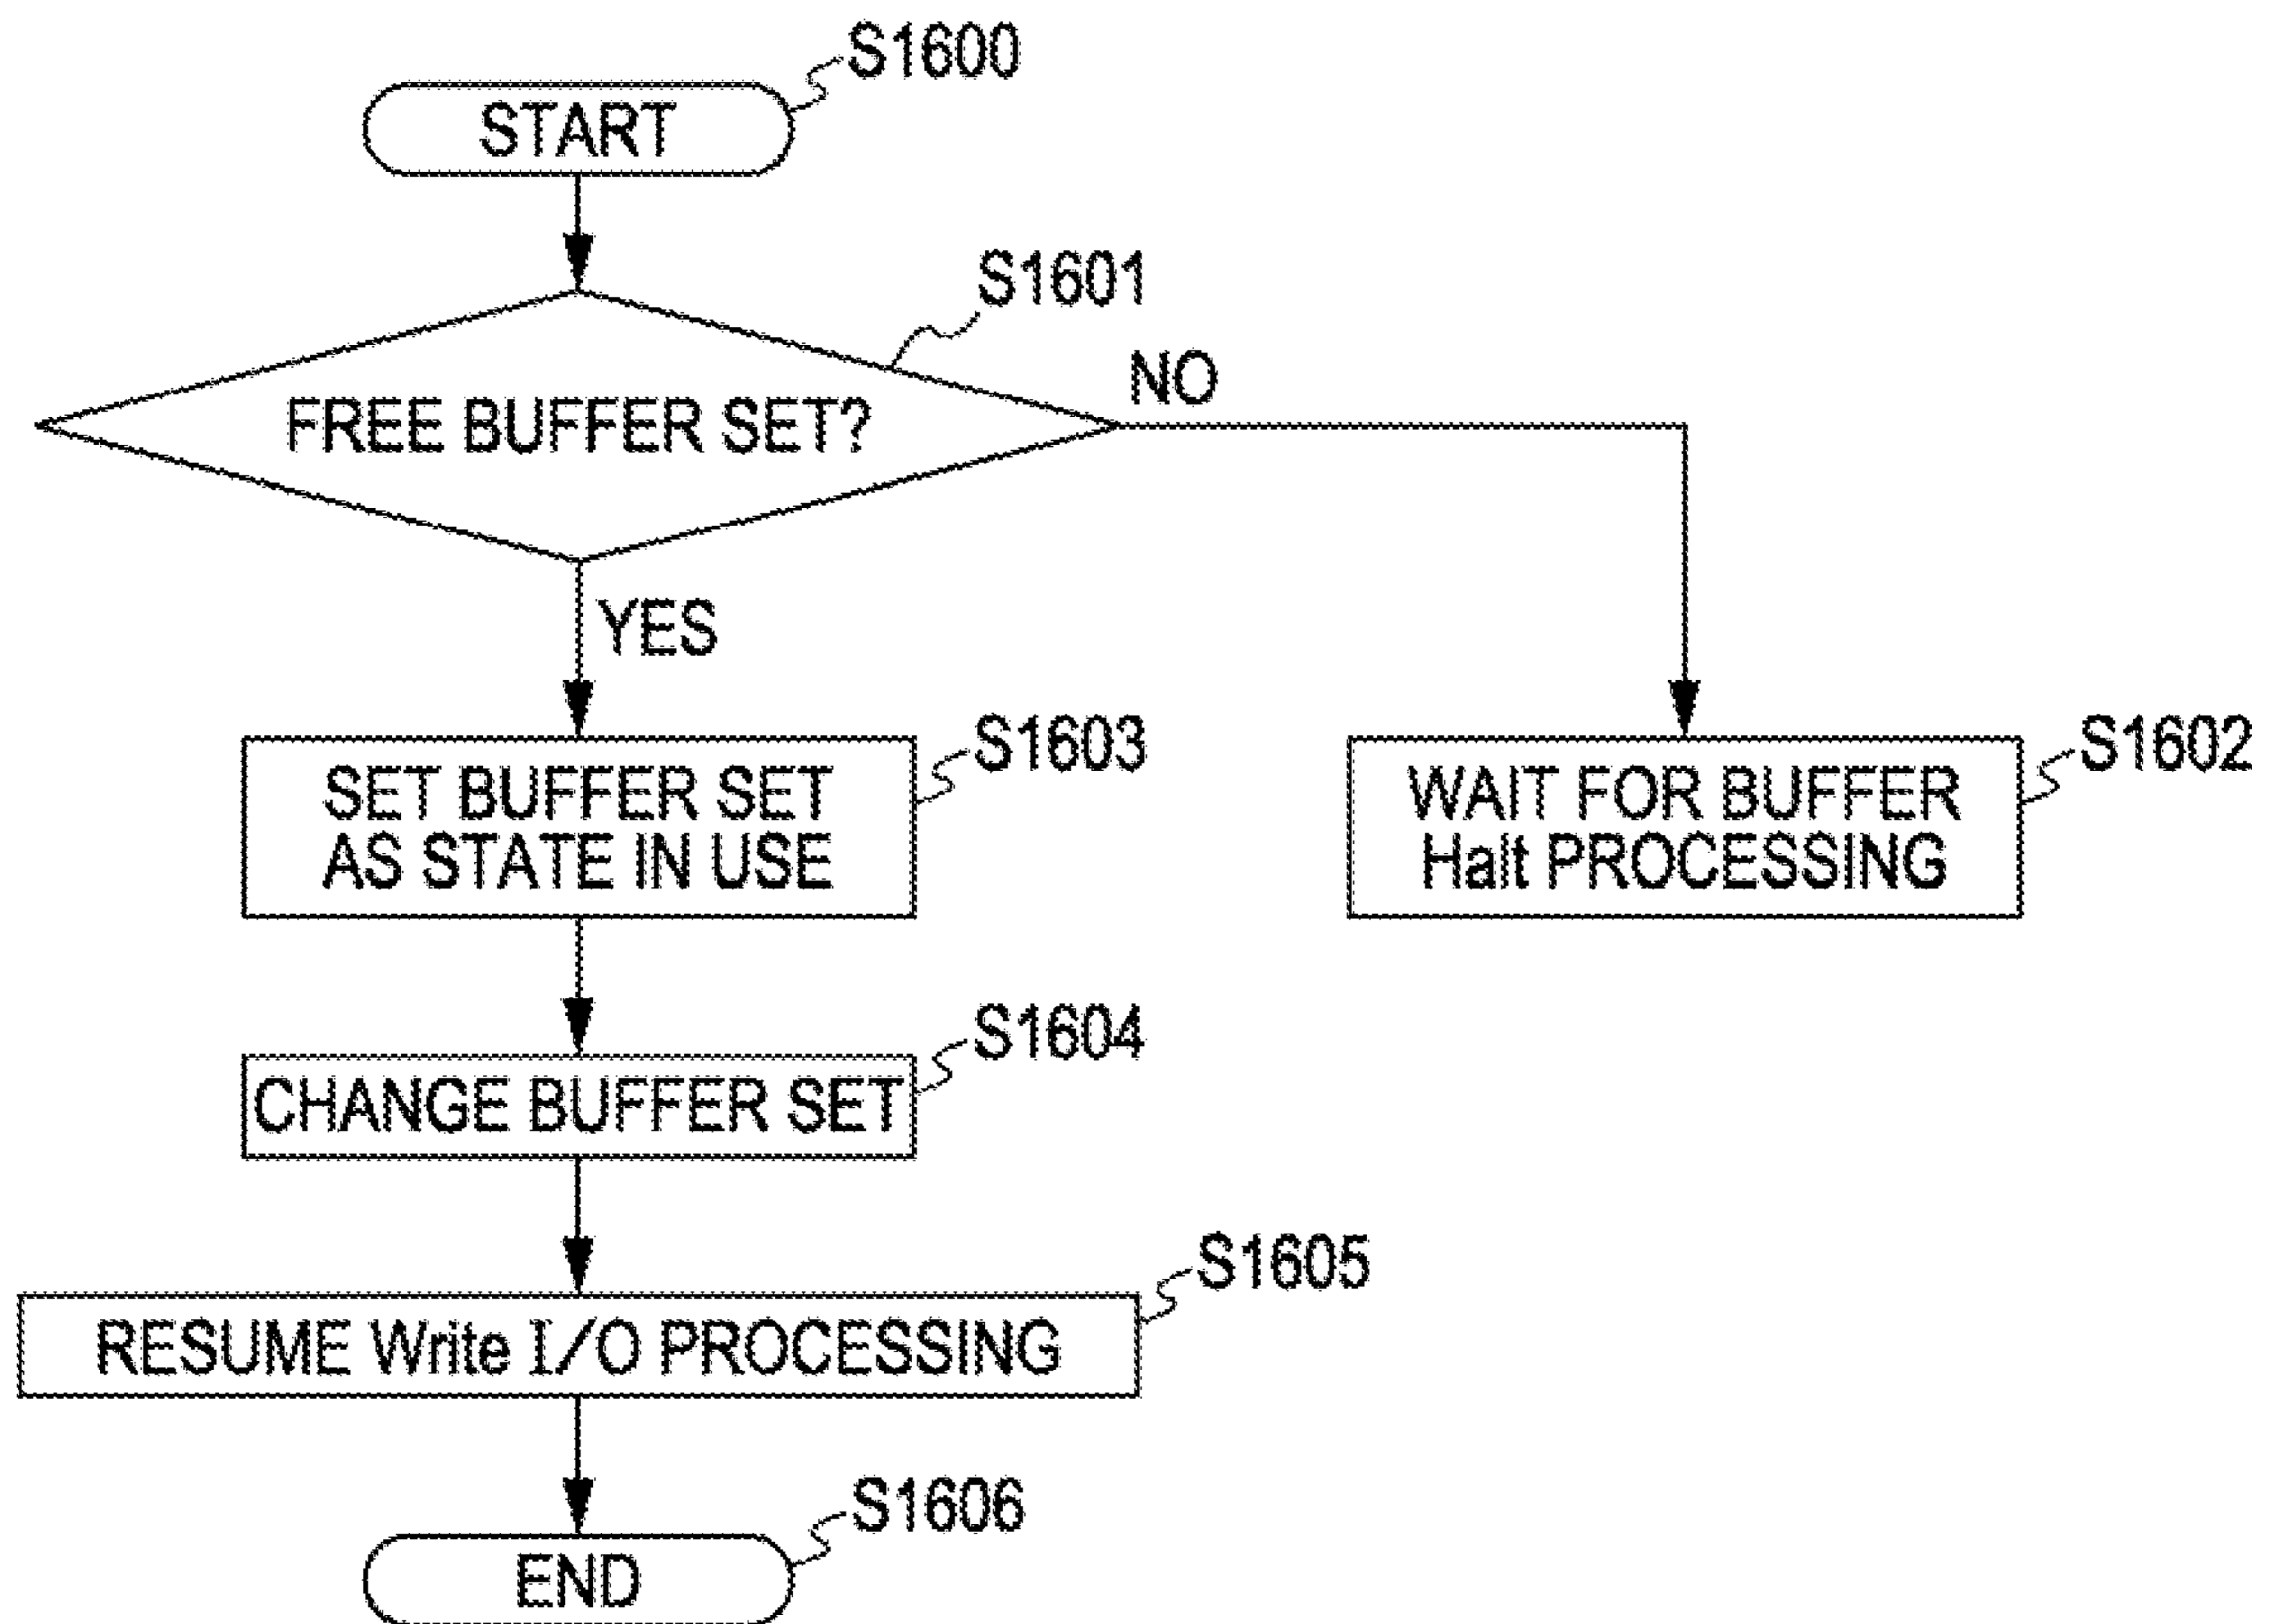 S1600
START
S1601
NO
FREE BUFFER SET?
YES
S1603
SET BUFFER SET
AS STATE IN USE
S1602
WAIT FOR BUFFER
Halt PROCESSING
S1604
CHANGE BUFFER SET
S1605
RESUME Write I/O PROCESSING
S1606
END